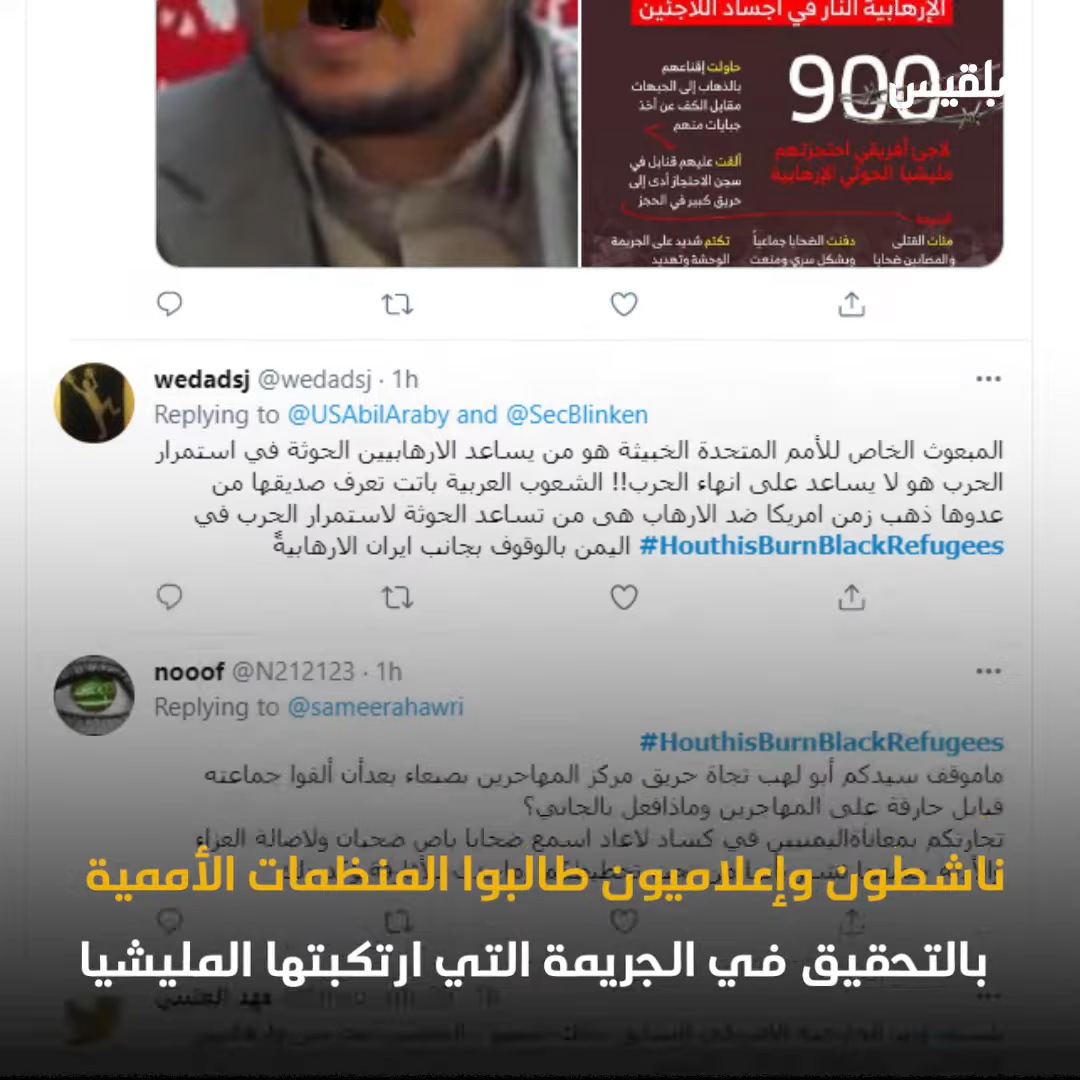 الإرهابية النار في أجساد اللاجئين
بلقيس
900
لاجئ أفريقي احتجزتهم
مليشيا الحوثي الإرهابية
حاولت إقناعهم
بالذهاب إلى الجبهات
مقابل الكف عن أخذ
جبايات منهم
ألقت عليهم قنابل في
سجن الاحتجاز أدى إلى
حريق كبير في الحجز
مئات القتلى
والمصابين ضحايا
دفنت الضحايا جماعياً
وبشكل سري ومنعت
تكتم شديد على الجريمة
الوحشة وتهديد
wedadsj @wedadsj · 1h
Replying to @USAbilAraby and @SecBlinken
المبعوث الخاص للأمم المتحدة الخبيثة هو من يساعد الارهابيين الحوثة في استمرار
الحرب هو لا يساعد على انهاء الحرب!! الشعوب العربية باتت تعرف صديقها من
عدوها ذهب زمن امريكا ضد الارهاب هى من تساعد الحوثة لاستمرار الحرب في
#HouthisBurnBlackRefugees اليمن بالوقوف بجانب ايران الارهابيةً
nooof @N212123 · 1h
Replying to @sameerahawri
#HouthisBurnBlackRefugees
ماموقف سيدكم أبو لهب تجاة حريق مركز المهاجرين بصنعاء بعدأن ألقوا جماعته
قنابل حارقة على المهاجرين وماذافعل بالجاني؟
تجارتكم بمعاناةاليمنيين في كساد لاعاد اسمع ضحايا باص ضحيان ولاصالة العزاء
ناشطون وإعلاميون طالبوا المنظمات الأممية
بالتحقيق في الجريمة التي ارتكبتها المليشيا